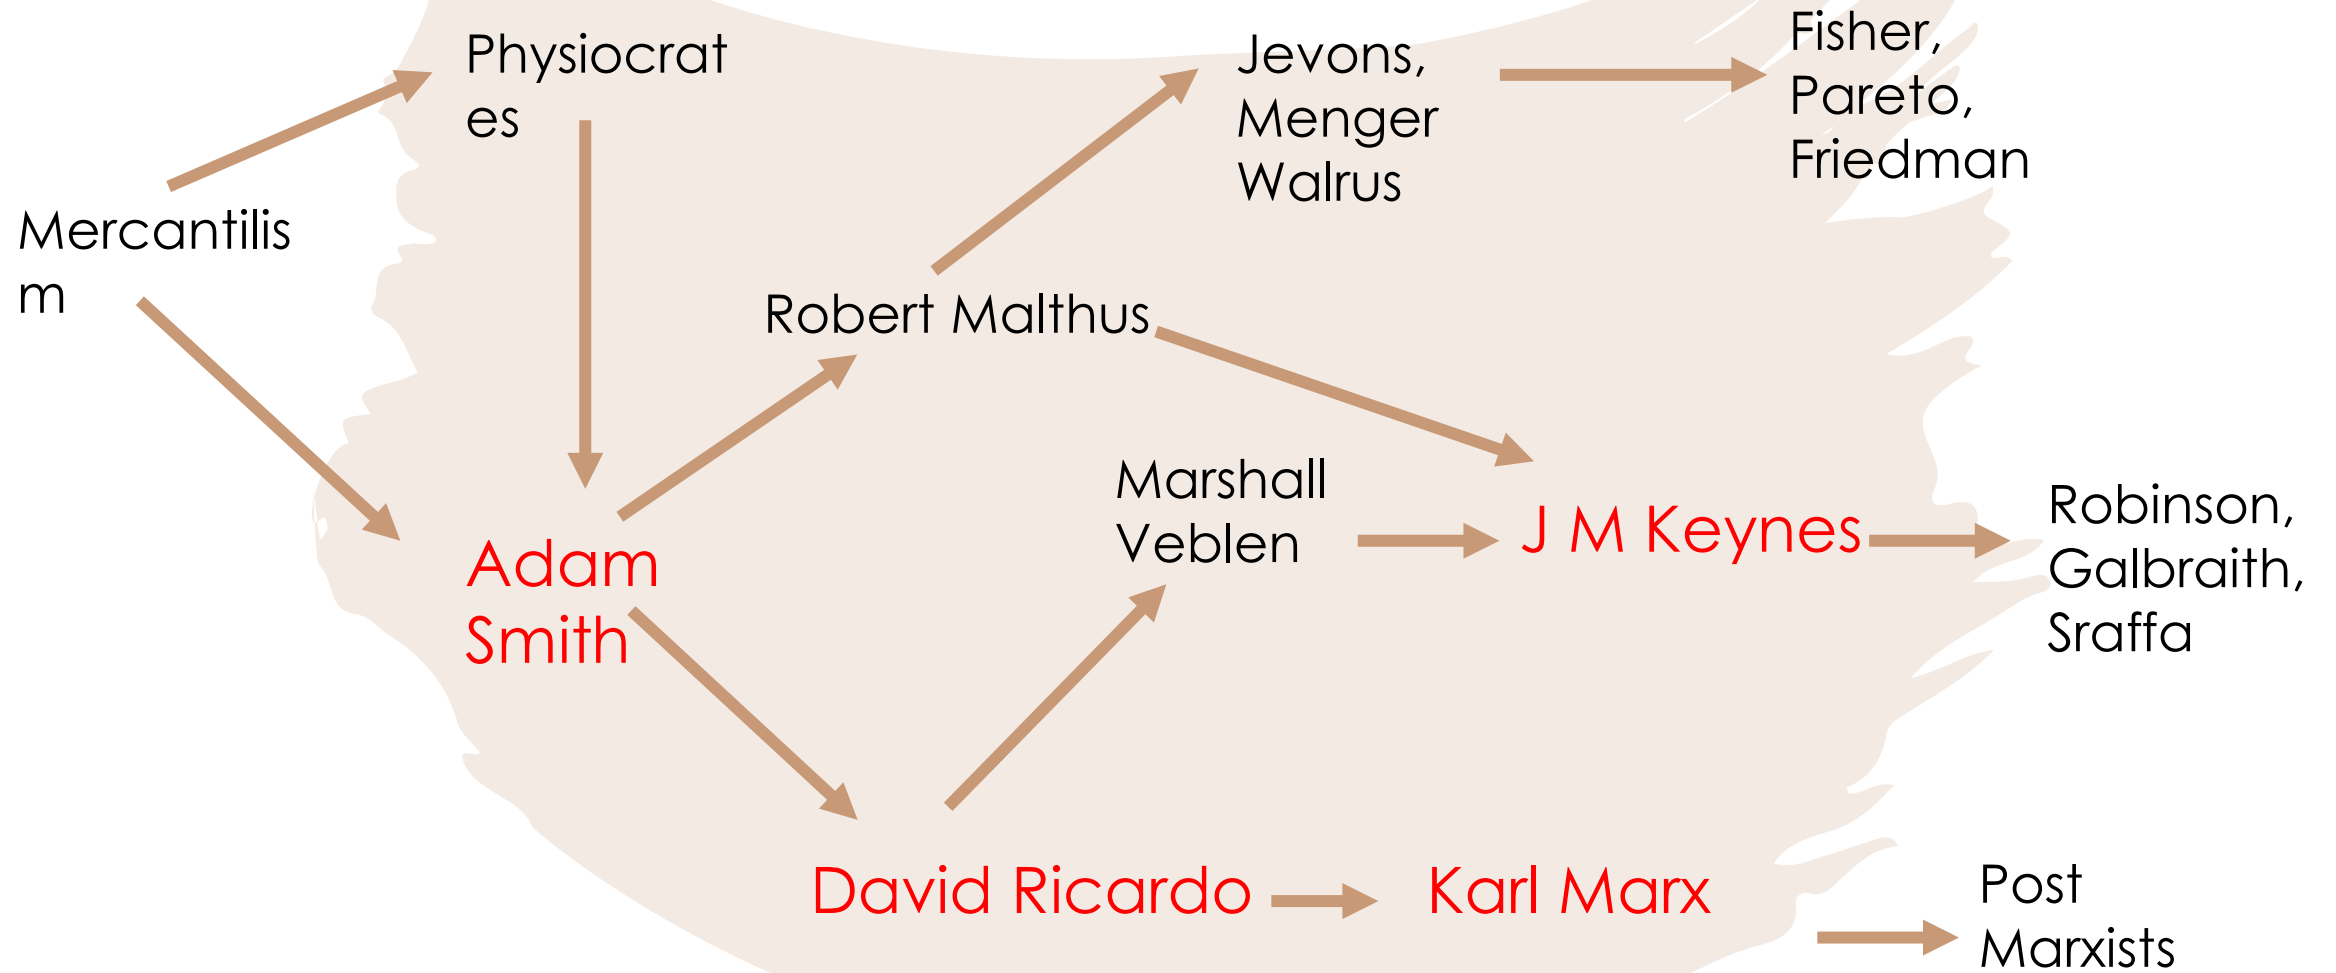 Physiocrat
es
Jevons,
Menger
Walrus
Fisher,
Pareto,
Friedman
Mercantilis
m
Robert Malthus
Marshall
Veblen
J M Keynes
Robinson,
Galbraith,
Sraffa
Adam
Smith
David Ricardo
Karl Marx
Post
Marxists